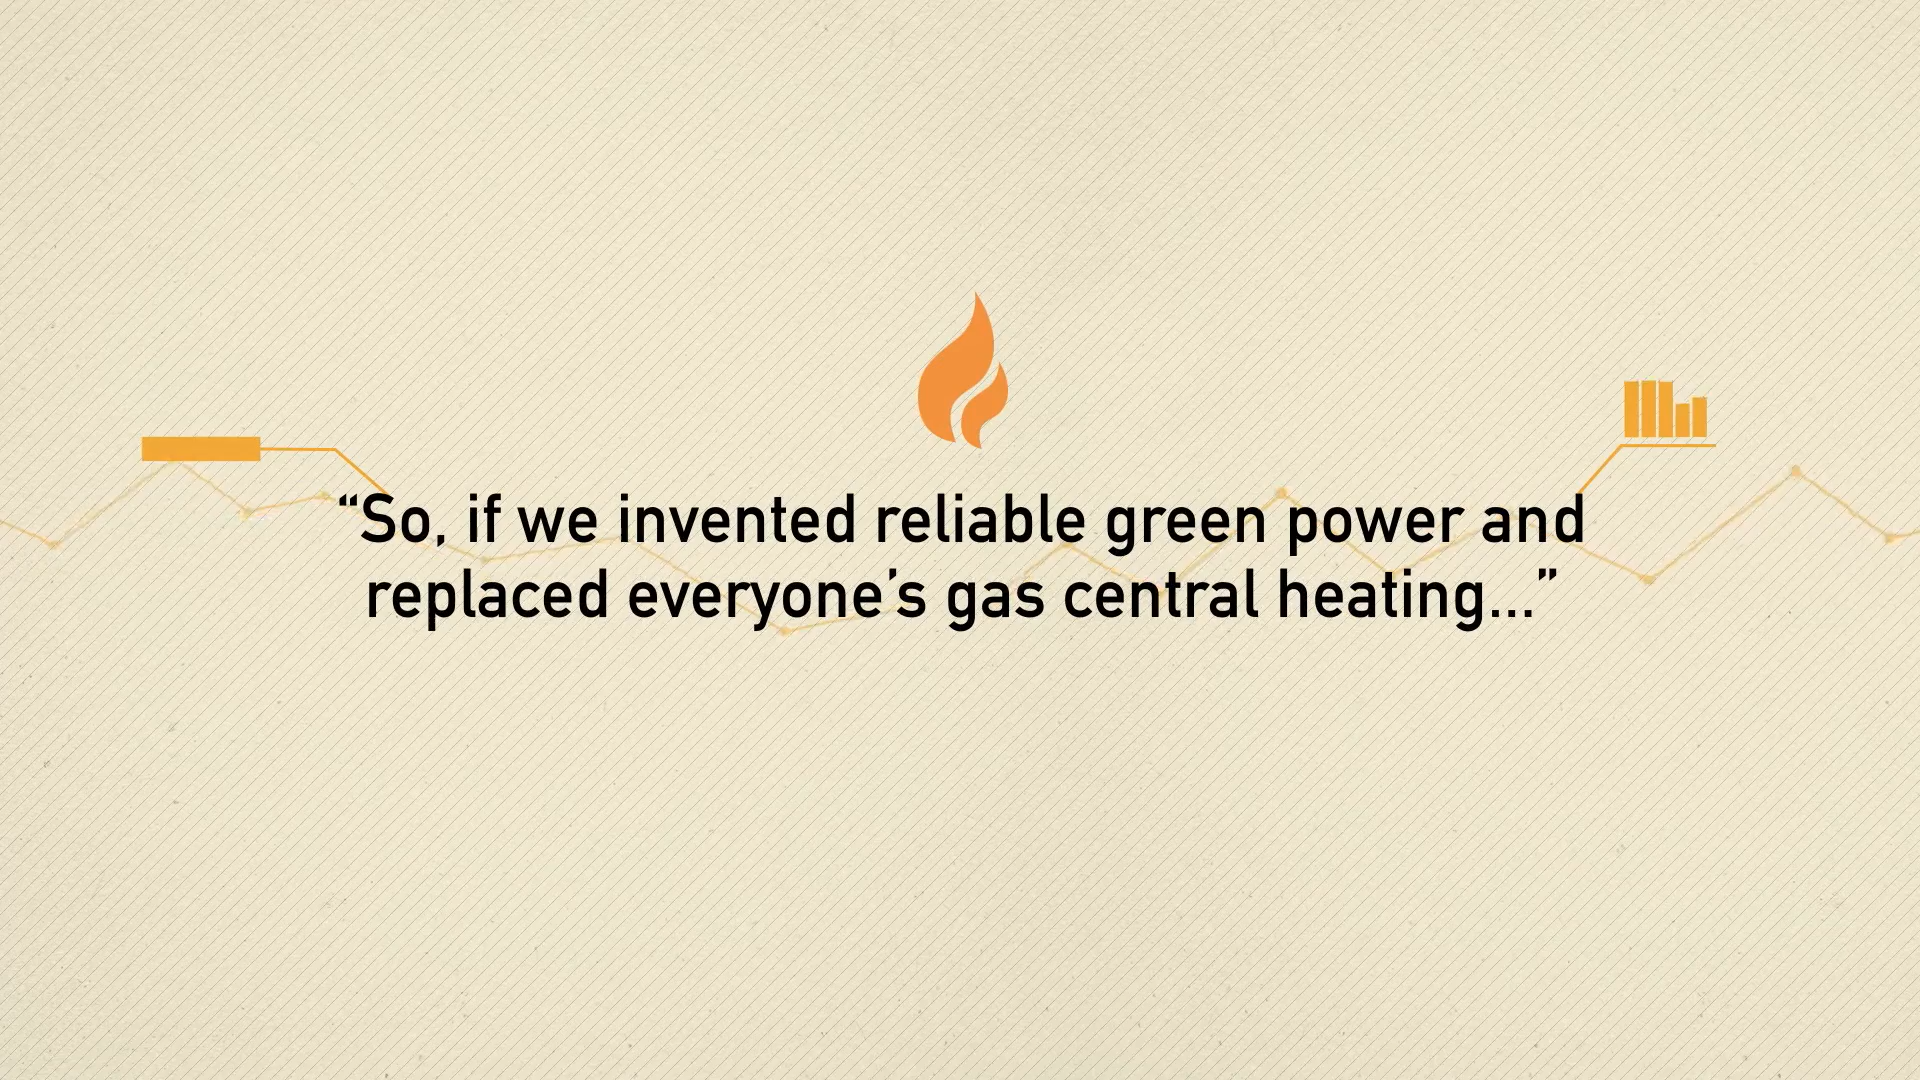 “So, if we invented reliable green power and
replaced everyone’s gas central heating...”